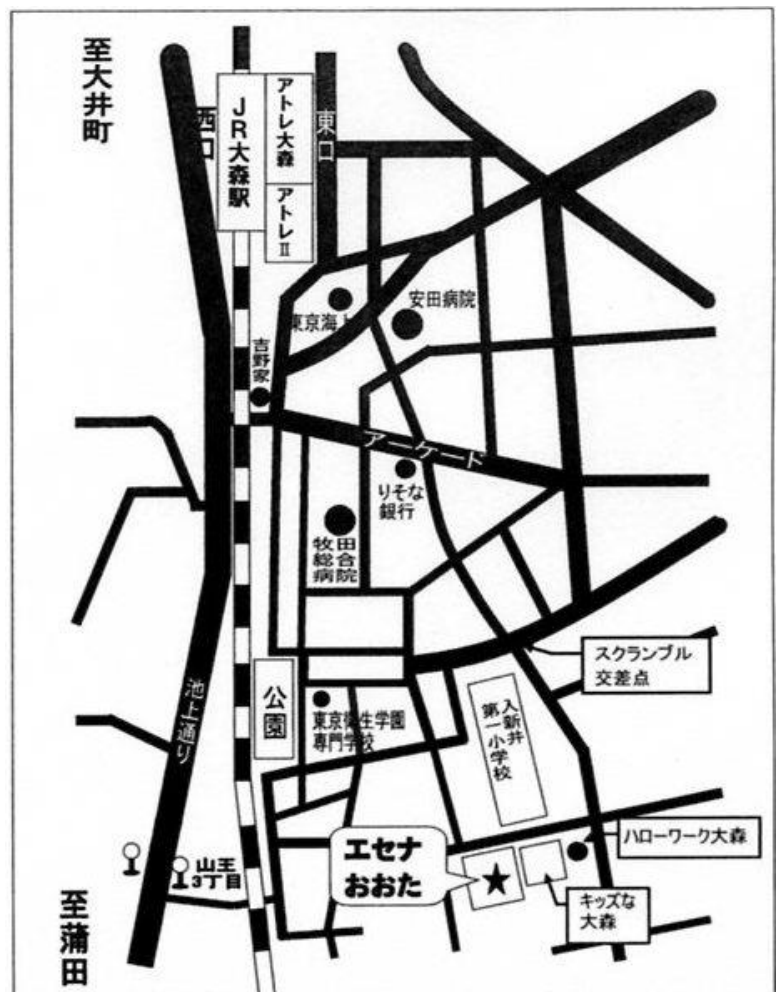 至大井町
西口
JR大森駅
アトレ大森
アトレⅡ
東口
東京海上
安田病院
吉野家
アーケード
りそな
銀行
牧田
総合
病院
スクランブル
交差点
池上通り
公園
東京衛生学園
専門学校
入新井
第一小学校
ハローワーク大森
エセナ
おおた
キッズな
大森
山王
3丁目
至蒲田